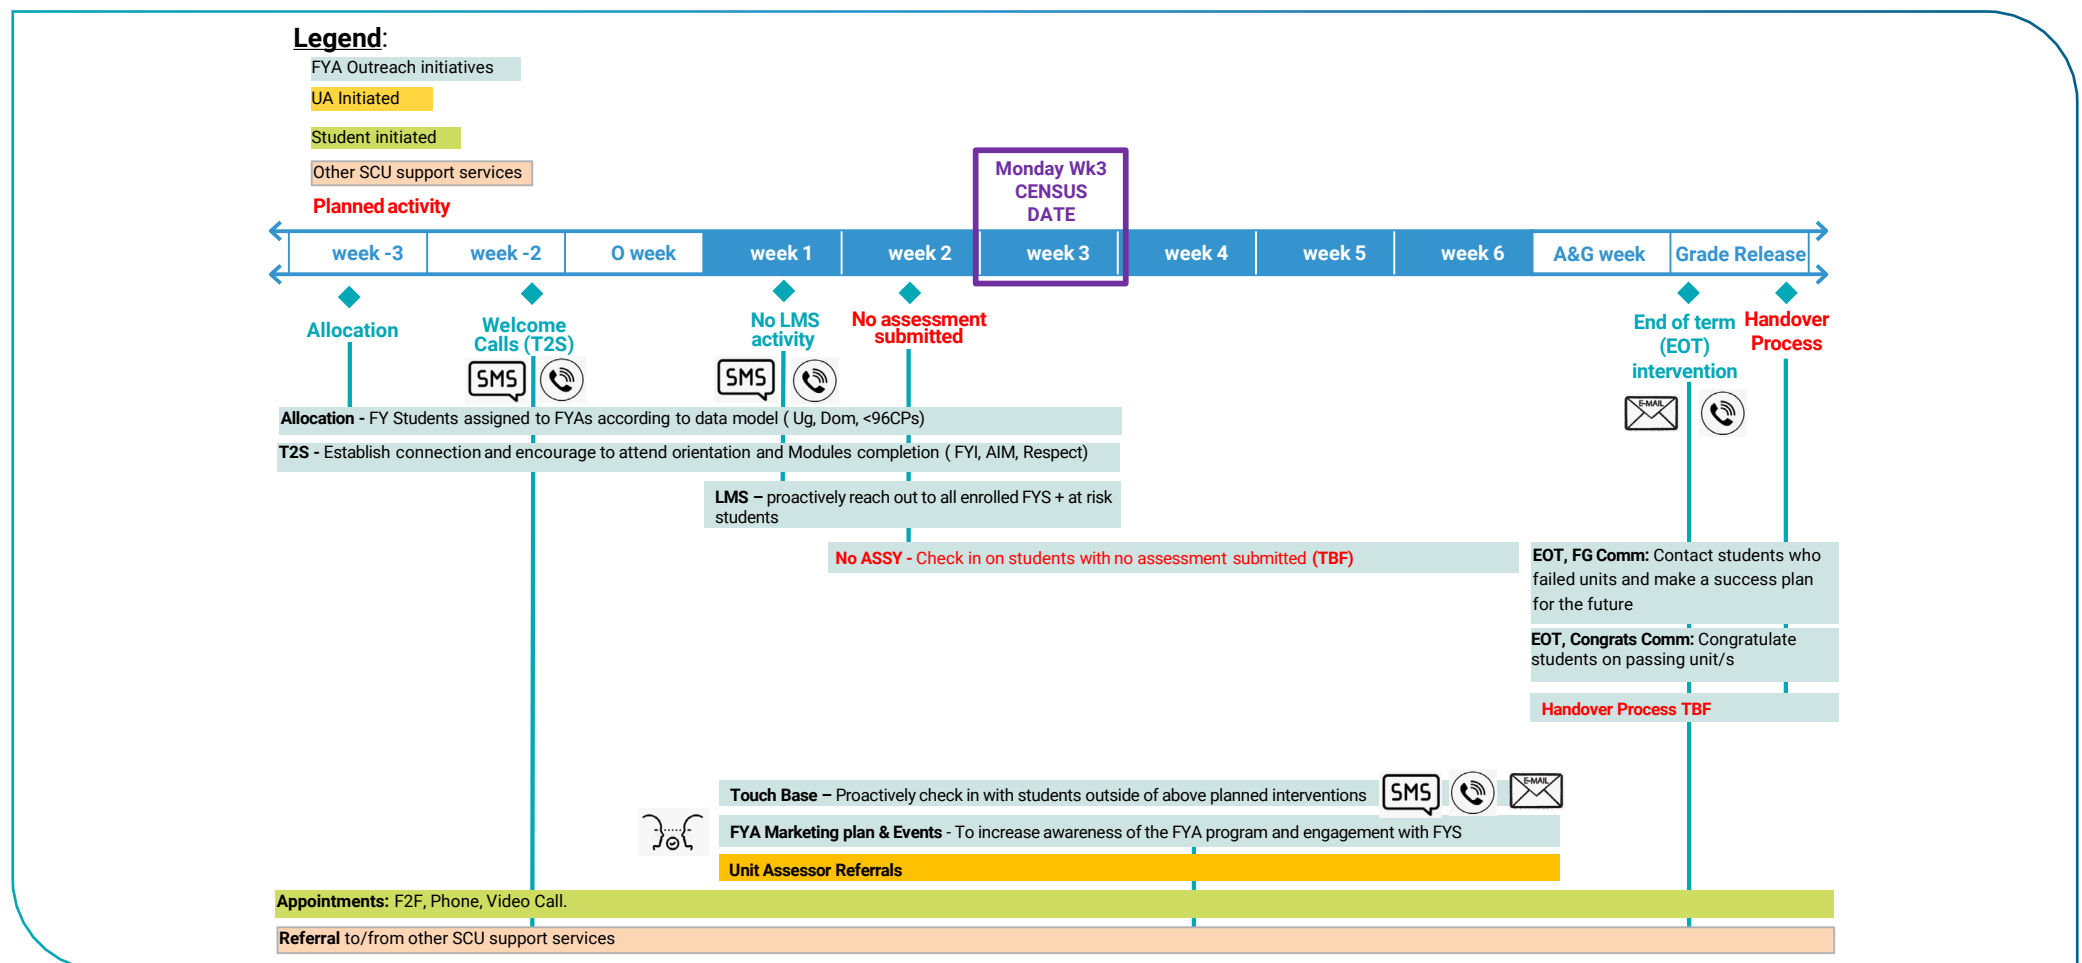 Legend:
FYA Outreach initiatives
UA Initiated
Student initiated
Other SCU support services
Planned activity
Monday Wk3
CENSUS
DATE
week -3
week -2
O week
week 1
week 2
week 3
week 4
week 5
week 6
A&G week
Grade Release
Allocation
Welcome
Calls (T2S)
No LMS
activity
No assessment
submitted
End of term
(EOT)
intervention
Handover
Process
SMS
SMS
E-MAIL
Allocation - FY Students assigned to FYAs according to data model ( Ug, Dom, <96CPs)
T2S - Establish connection and encourage to attend orientation and Modules completion ( FYI, AIM, Respect)
LMS – proactively reach out to all enrolled FYS + at risk
students
No ASSY - Check in on students with no assessment submitted (TBF)
EOT, FG Comm: Contact students who
failed units and make a success plan
for the future
EOT, Congrats Comm: Congratulate
students on passing unit/s
Handover Process TBF
Touch Base – Proactively check in with students outside of above planned interventions
SMS
E-MAIL
FYA Marketing plan & Events - To increase awareness of the FYA program and engagement with FYS
Unit Assessor Referrals
Appointments: F2F, Phone, Video Call.
Referral to/from other SCU support services